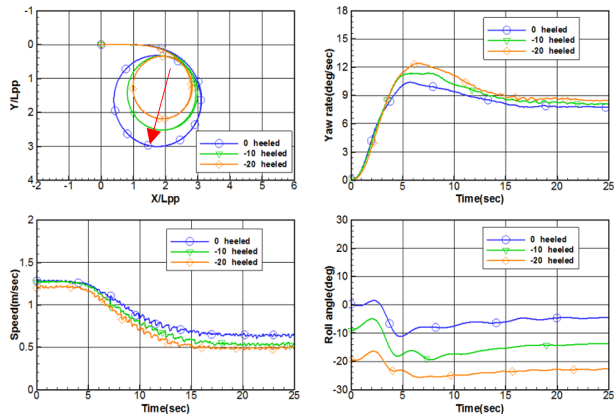 0
1
2
3
4
Y/Lpp
-2 -1 0 1 2 3 4 5 6
X/Lpp
0 heeled
-10 heeled
-20 heeled
18
15
12
9
6
3
0
Yaw rate(deg/sec)
0 5 10 15 20 25
Time(sec)
0 heeled
-10 heeled
-20 heeled
2
1.5
1
0.5
0
Speed(m/sec)
0 5 10 15 20 25
Time(sec)
0 heeled
-10 heeled
-20 heeled
30
20
10
0
-10
-20
-30
Roll angle(deg)
0 5 10 15 20 25
Time(sec)
0 heeled
-10 heeled
-20 heeled